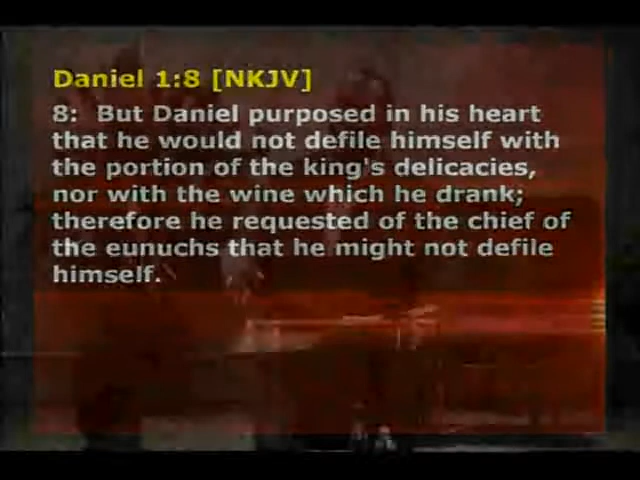 Daniel 1:8 [NKJV]
8:  But Daniel purposed in his heart
that he would not defile himself with
the portion of the king's delicacies,
nor with the wine which he drank;
therefore he requested of the chief of
the eunuchs that he might not defile
himself.